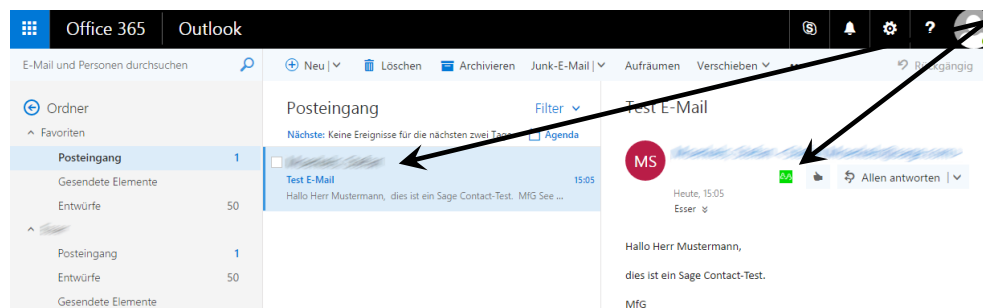 Office 365 Outlook
E-Mail und Personen durchsuchen
Neu | Löschen Archivieren Junk-E-Mail | Aufräumen Verschieben ... Rückgängig
Ordner
Favoriten
Posteingang 1
Gesendete Elemente
Entwürfe 50
Posteingang 1
Entwürfe 50
Gesendete Elemente
Posteingang Filter
Nächste: Keine Ereignisse für die nächsten zwei Tage. Agenda
Test E-Mail 15:05
Hallo Herr Mustermann, dies ist ein Sage Contact-Test. MfG See ...
Test E-Mail
MS
Allen antworten |
Heute, 15:05
Esser
Hallo Herr Mustermann,
dies ist ein Sage Contact-Test.
MfG